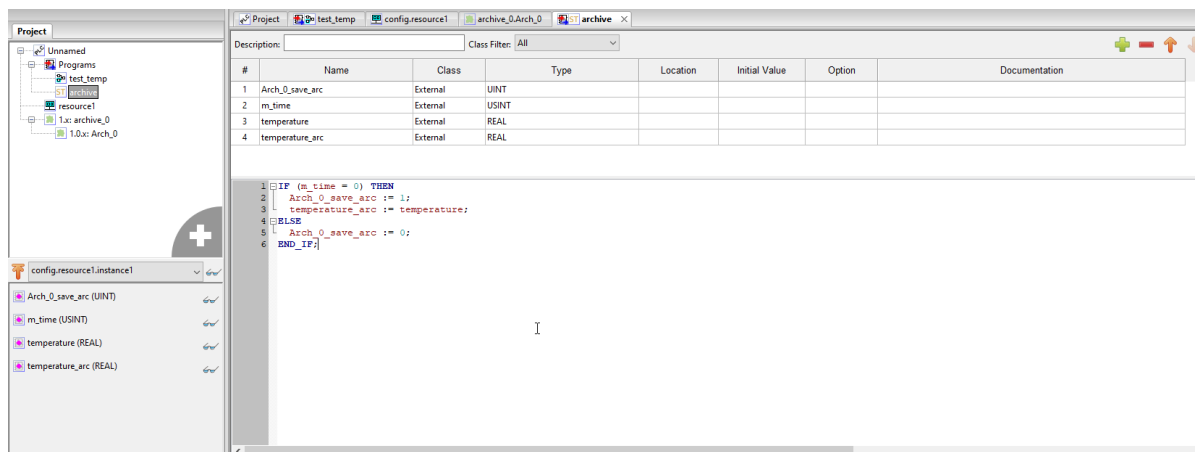 Project test_temp config.resource1 archive_0.Arch_0 ST archive ×
Project
Unnamed
Programs
test_temp
ST archive
resource1
1.x: archive_0
1.0.x: Arch_0
Description: Class Filter: All
# Name Class Type Location Initial Value Option Documentation
1 Arch_0_save_arc External UINT
2 m_time External USINT
3 temperature External REAL
4 temperature_arc External REAL
config.resource1.instance1
Arch_0_save_arc (UINT)
m_time (USINT)
temperature (REAL)
temperature_arc (REAL)
1 IF (m_time = 0) THEN
2 Arch_0_save_arc := 1;
3 temperature_arc := temperature;
4 ELSE
5 Arch_0_save_arc := 0;
6 END_IF;